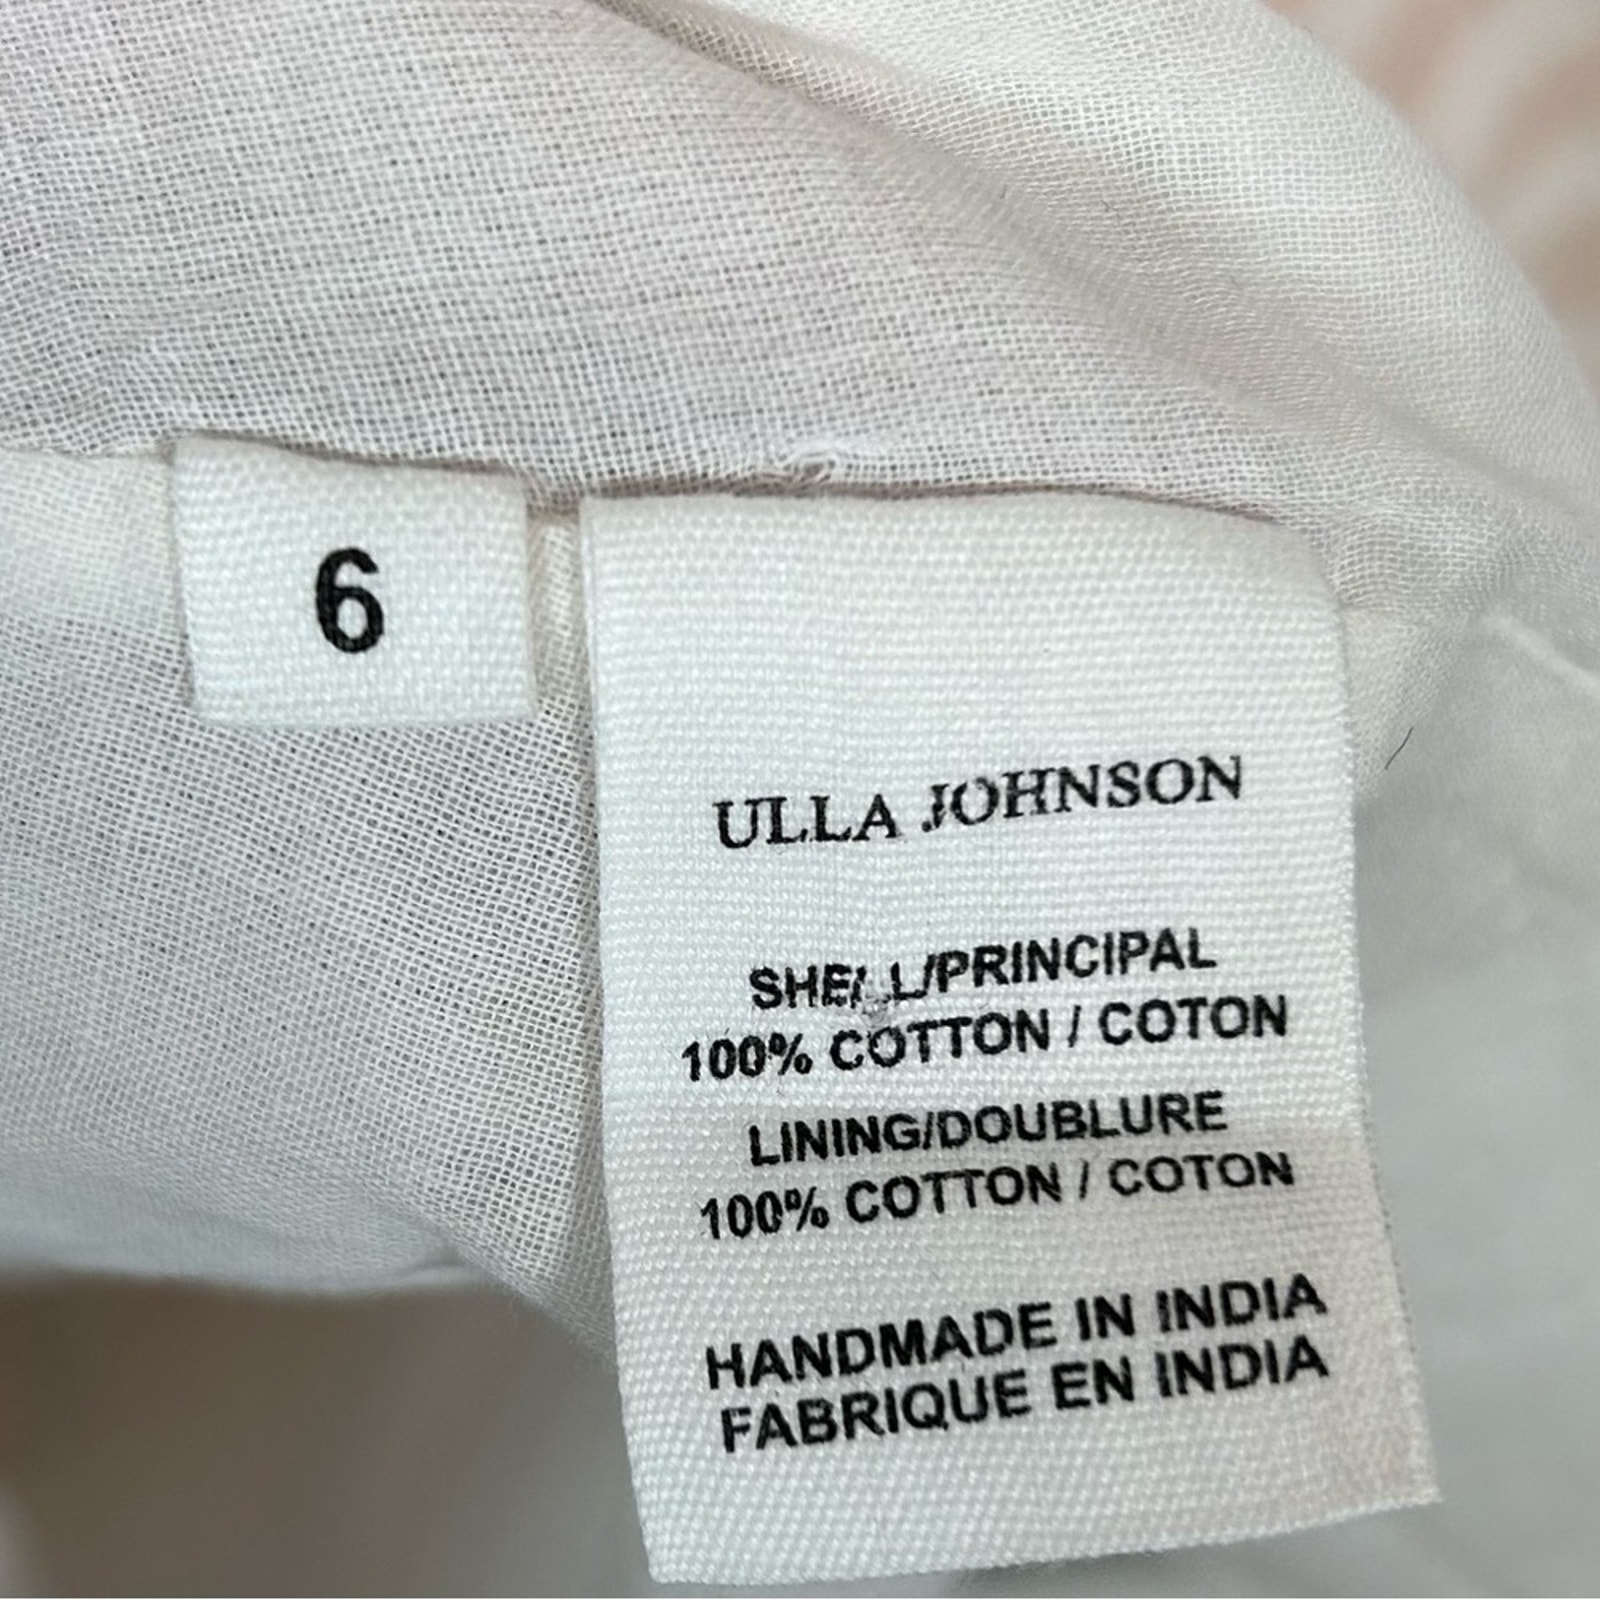 6
ULLA JOHNSON
SHELL/PRINCIPAL
100% COTTON / COTON
LINING/DOUBLURE
100% COTTON / COTON
HANDMADE IN INDIA
FABRIQUE EN INDIA